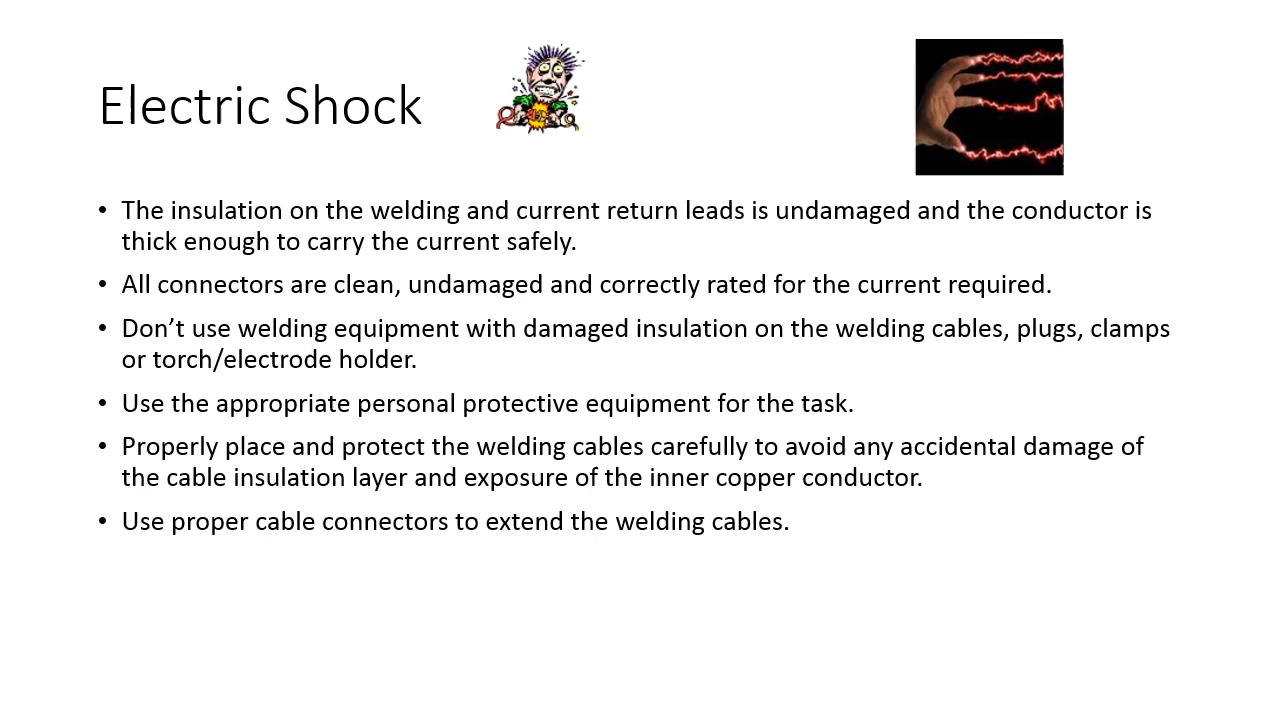 Electric Shock
• The insulation on the welding and current return leads is undamaged and the conductor is
thick enough to carry the current safely.
• All connectors are clean, undamaged and correctly rated for the current required.
• Don’t use welding equipment with damaged insulation on the welding cables, plugs, clamps
or torch/electrode holder.
• Use the appropriate personal protective equipment for the task.
• Properly place and protect the welding cables carefully to avoid any accidental damage of
the cable insulation layer and exposure of the inner copper conductor.
• Use proper cable connectors to extend the welding cables.